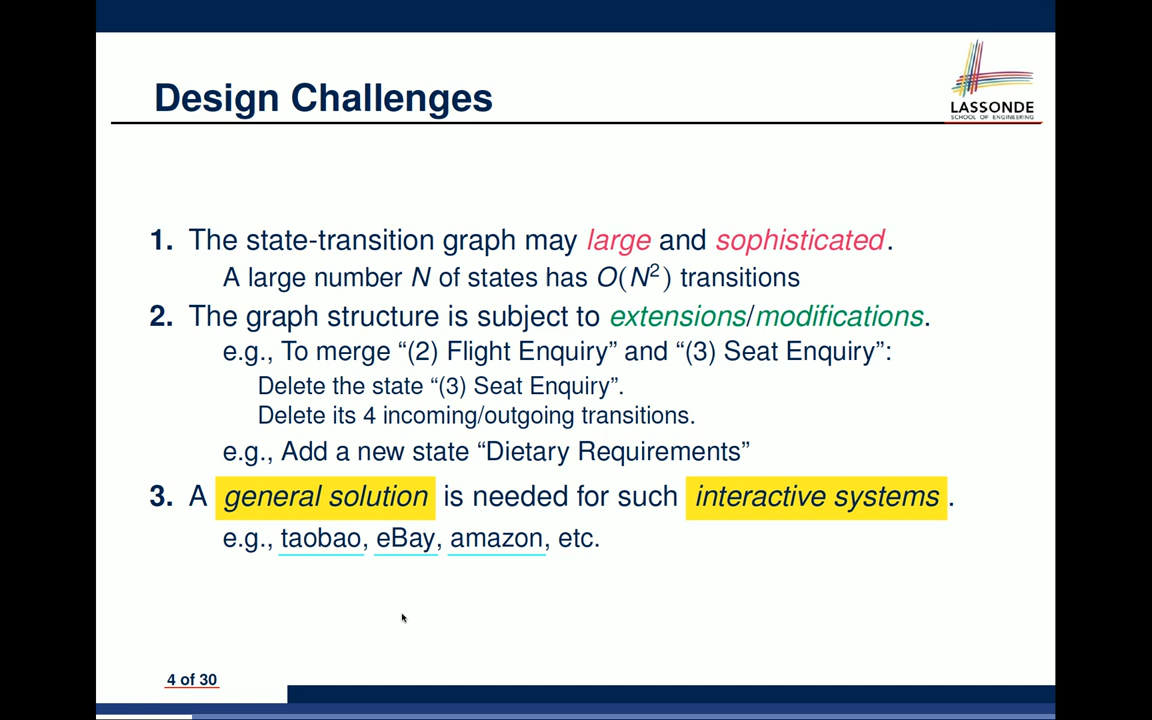 Design Challenges
LASSONDE
SCHOOL OF ENGINEERING
1. The state-transition graph may large and sophisticated.
A large number N of states has O(N²) transitions
2. The graph structure is subject to extensions/modifications.
e.g., To merge “(2) Flight Enquiry” and “(3) Seat Enquiry”:
Delete the state “(3) Seat Enquiry”.
Delete its 4 incoming/outgoing transitions.
e.g., Add a new state “Dietary Requirements”
3. A general solution is needed for such interactive systems.
e.g., taobao, eBay, amazon, etc.
4 of 30